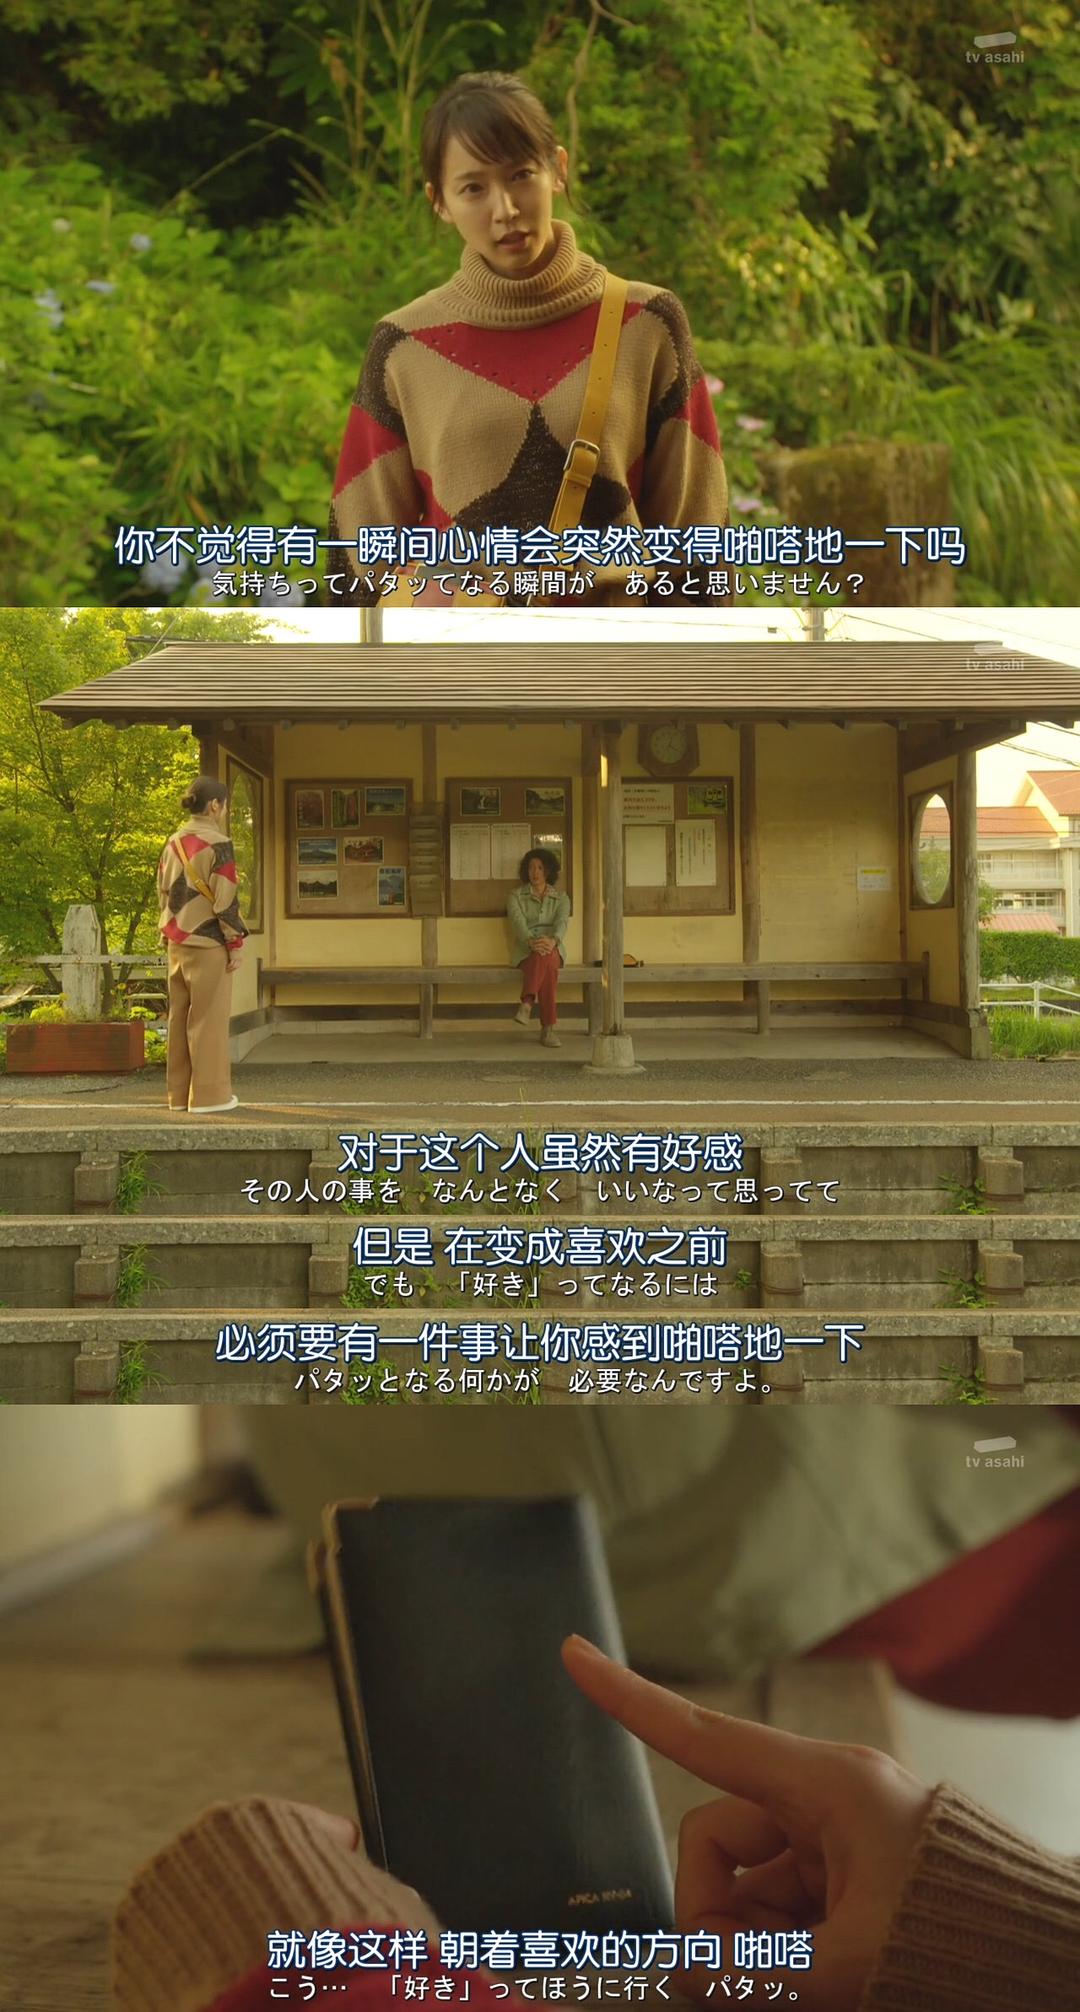 tv asahi
你不觉得有一瞬间心情会突然变得啪嗒地一下吗
気持ちってパタッてなる瞬間が　あると思いません？
tv asahi
对于这个人虽然有好感
その人の事を　なんとなく　いいなって思ってて
但是 在变成喜欢之前
でも　「好き」ってなるには
必须要有一件事让你感到啪嗒地一下
パタッとなる何かが　必要なんですよ。
tv asahi
就像这样 朝着喜欢的方向 啪嗒
こう…　「好き」ってほうに行く　パタッ。